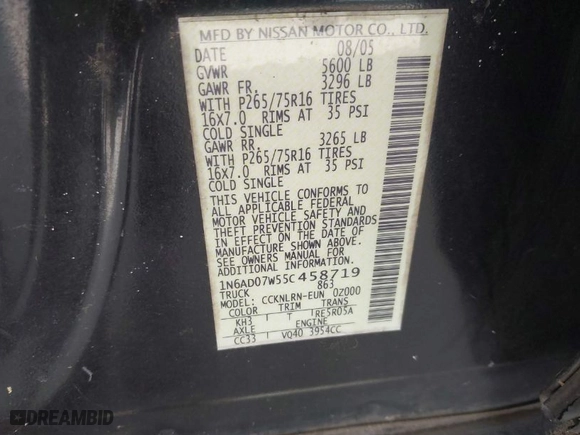 MFD BY NISSAN MOTOR CO., LTD.
DATE 08/05
GVWR 5600 LB
GAWR FR. 3296 LB
WITH P265/75R16 TIRES
16X7.0 RIMS AT 35 PSI
COLD SINGLE
GAWR RR. 3265 LB
WITH P265/75R16 TIRES
16X7.0 RIMS AT 35 PSI
COLD SINGLE
THIS VEHICLE CONFORMS TO
ALL APPLICABLE FEDERAL
MOTOR VEHICLE SAFETY AND
THEFT PREVENTION STANDARDS
IN EFFECT ON THE DATE OF
MANUFACTURE SHOWN ABOVE.
SEE OWNERS MANUAL FOR
ADDITIONAL INFORMATION
1N6AD07W55C458719
TRUCK 863
MODEL: CCKNLRN-EUN 0Z000
COLOR TRIM TRANS
KH3 T RE5R05A
AXLE ENGINE
CC33 VQ40 3954CC
DREAMBID